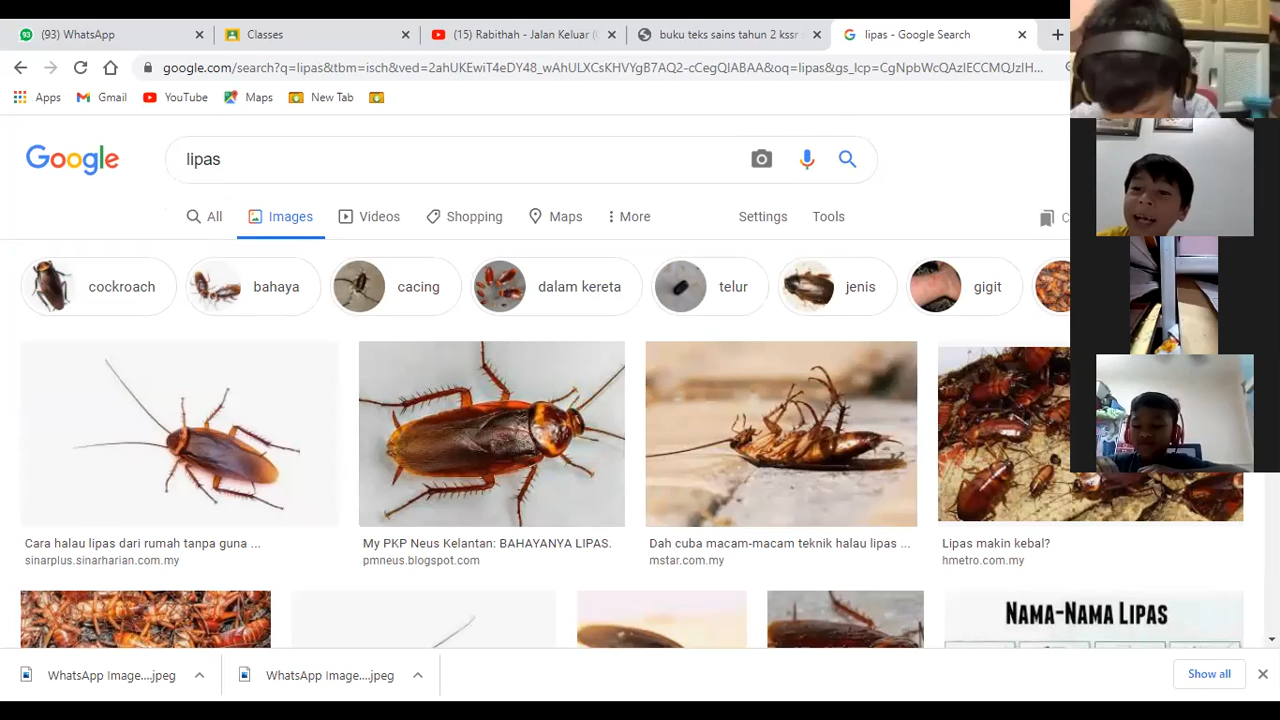 93
(93) WhatsApp
Classes
(15) Rabithah - Jalan Keluar (
buku teks sains tahun 2 kssr
lipas - Google Search
google.com/search?q=lipas&tbm=isch&ved=2ahUKEwiT4eDY48_wAhULXCsKHVYgB7AQ2-cCegQIABAA&oq=lipas&gs_lcp=CgNpbWcQAzIECCMQJzIH...
Apps
Gmail
YouTube
Maps
New Tab
Google
lipas
All
Images
Videos
Shopping
Maps
More
Settings
Tools
cockroach
bahaya
cacing
dalam kereta
telur
jenis
gigit
Cara halau lipas dari rumah tanpa guna ...
sinarplus.sinarharian.com.my
My PKP Neus Kelantan: BAHAYANYA LIPAS.
pmneus.blogspot.com
Dah cuba macam-macam teknik halau lipas ...
mstar.com.my
Lipas makin kebal?
hmetro.com.my
NAMA-NAMA LIPAS
WhatsApp Image....jpeg
WhatsApp Image....jpeg
Show all